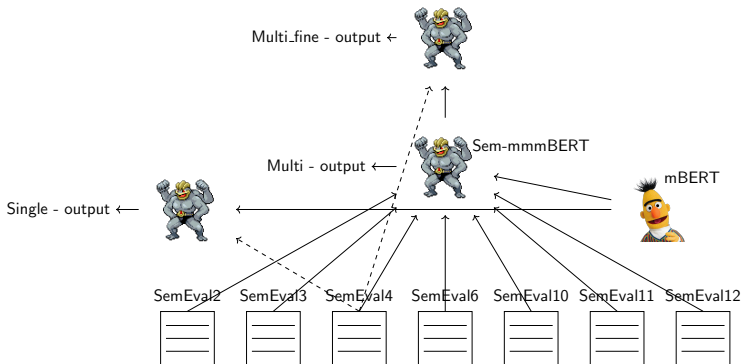 Multi_fine - output
Sem-mmmBERT
Multi - output
mBERT
Single - output
SemEval2
SemEval3
SemEval4
SemEval6
SemEval10
SemEval11
SemEval12